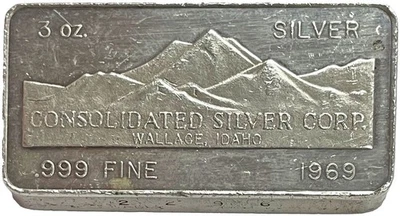 3 oz. SILVER
CONSOLIDATED SILVER CORP
WALLACE, IDAHO
.999 FINE 1969